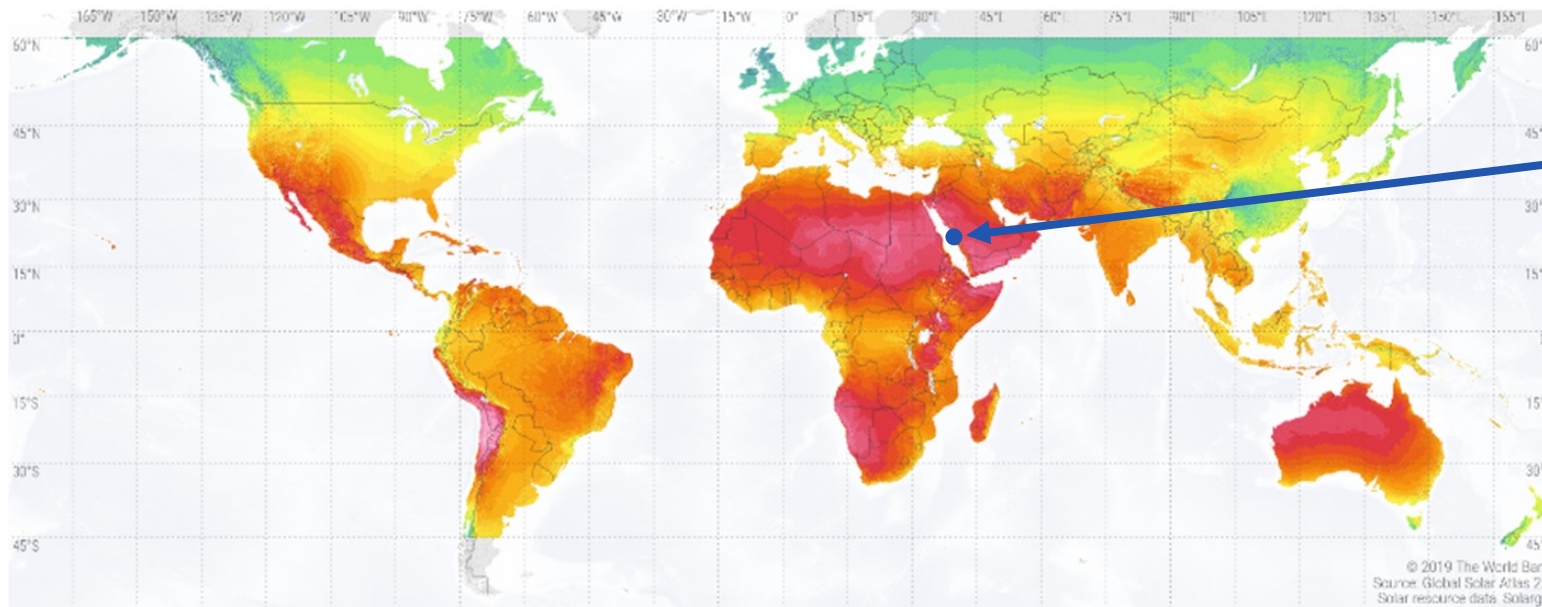 165°W 150°W 135°W 120°W 105°W 90°W 75°W 60°W 45°W 30°W 15°W 0° 15°E 30°E 45°E 60°E 75°E 90°E 105°E 120°E 135°E 150°E 155°E
60°N 60°
45°N 45°
30°N 30°
15°N 15°
0°
15°S 15°
30°S 30°
45°S 45°
© 2019 The World Ban
Source: Global Solar Atlas 2
Solar resource data: Solarg